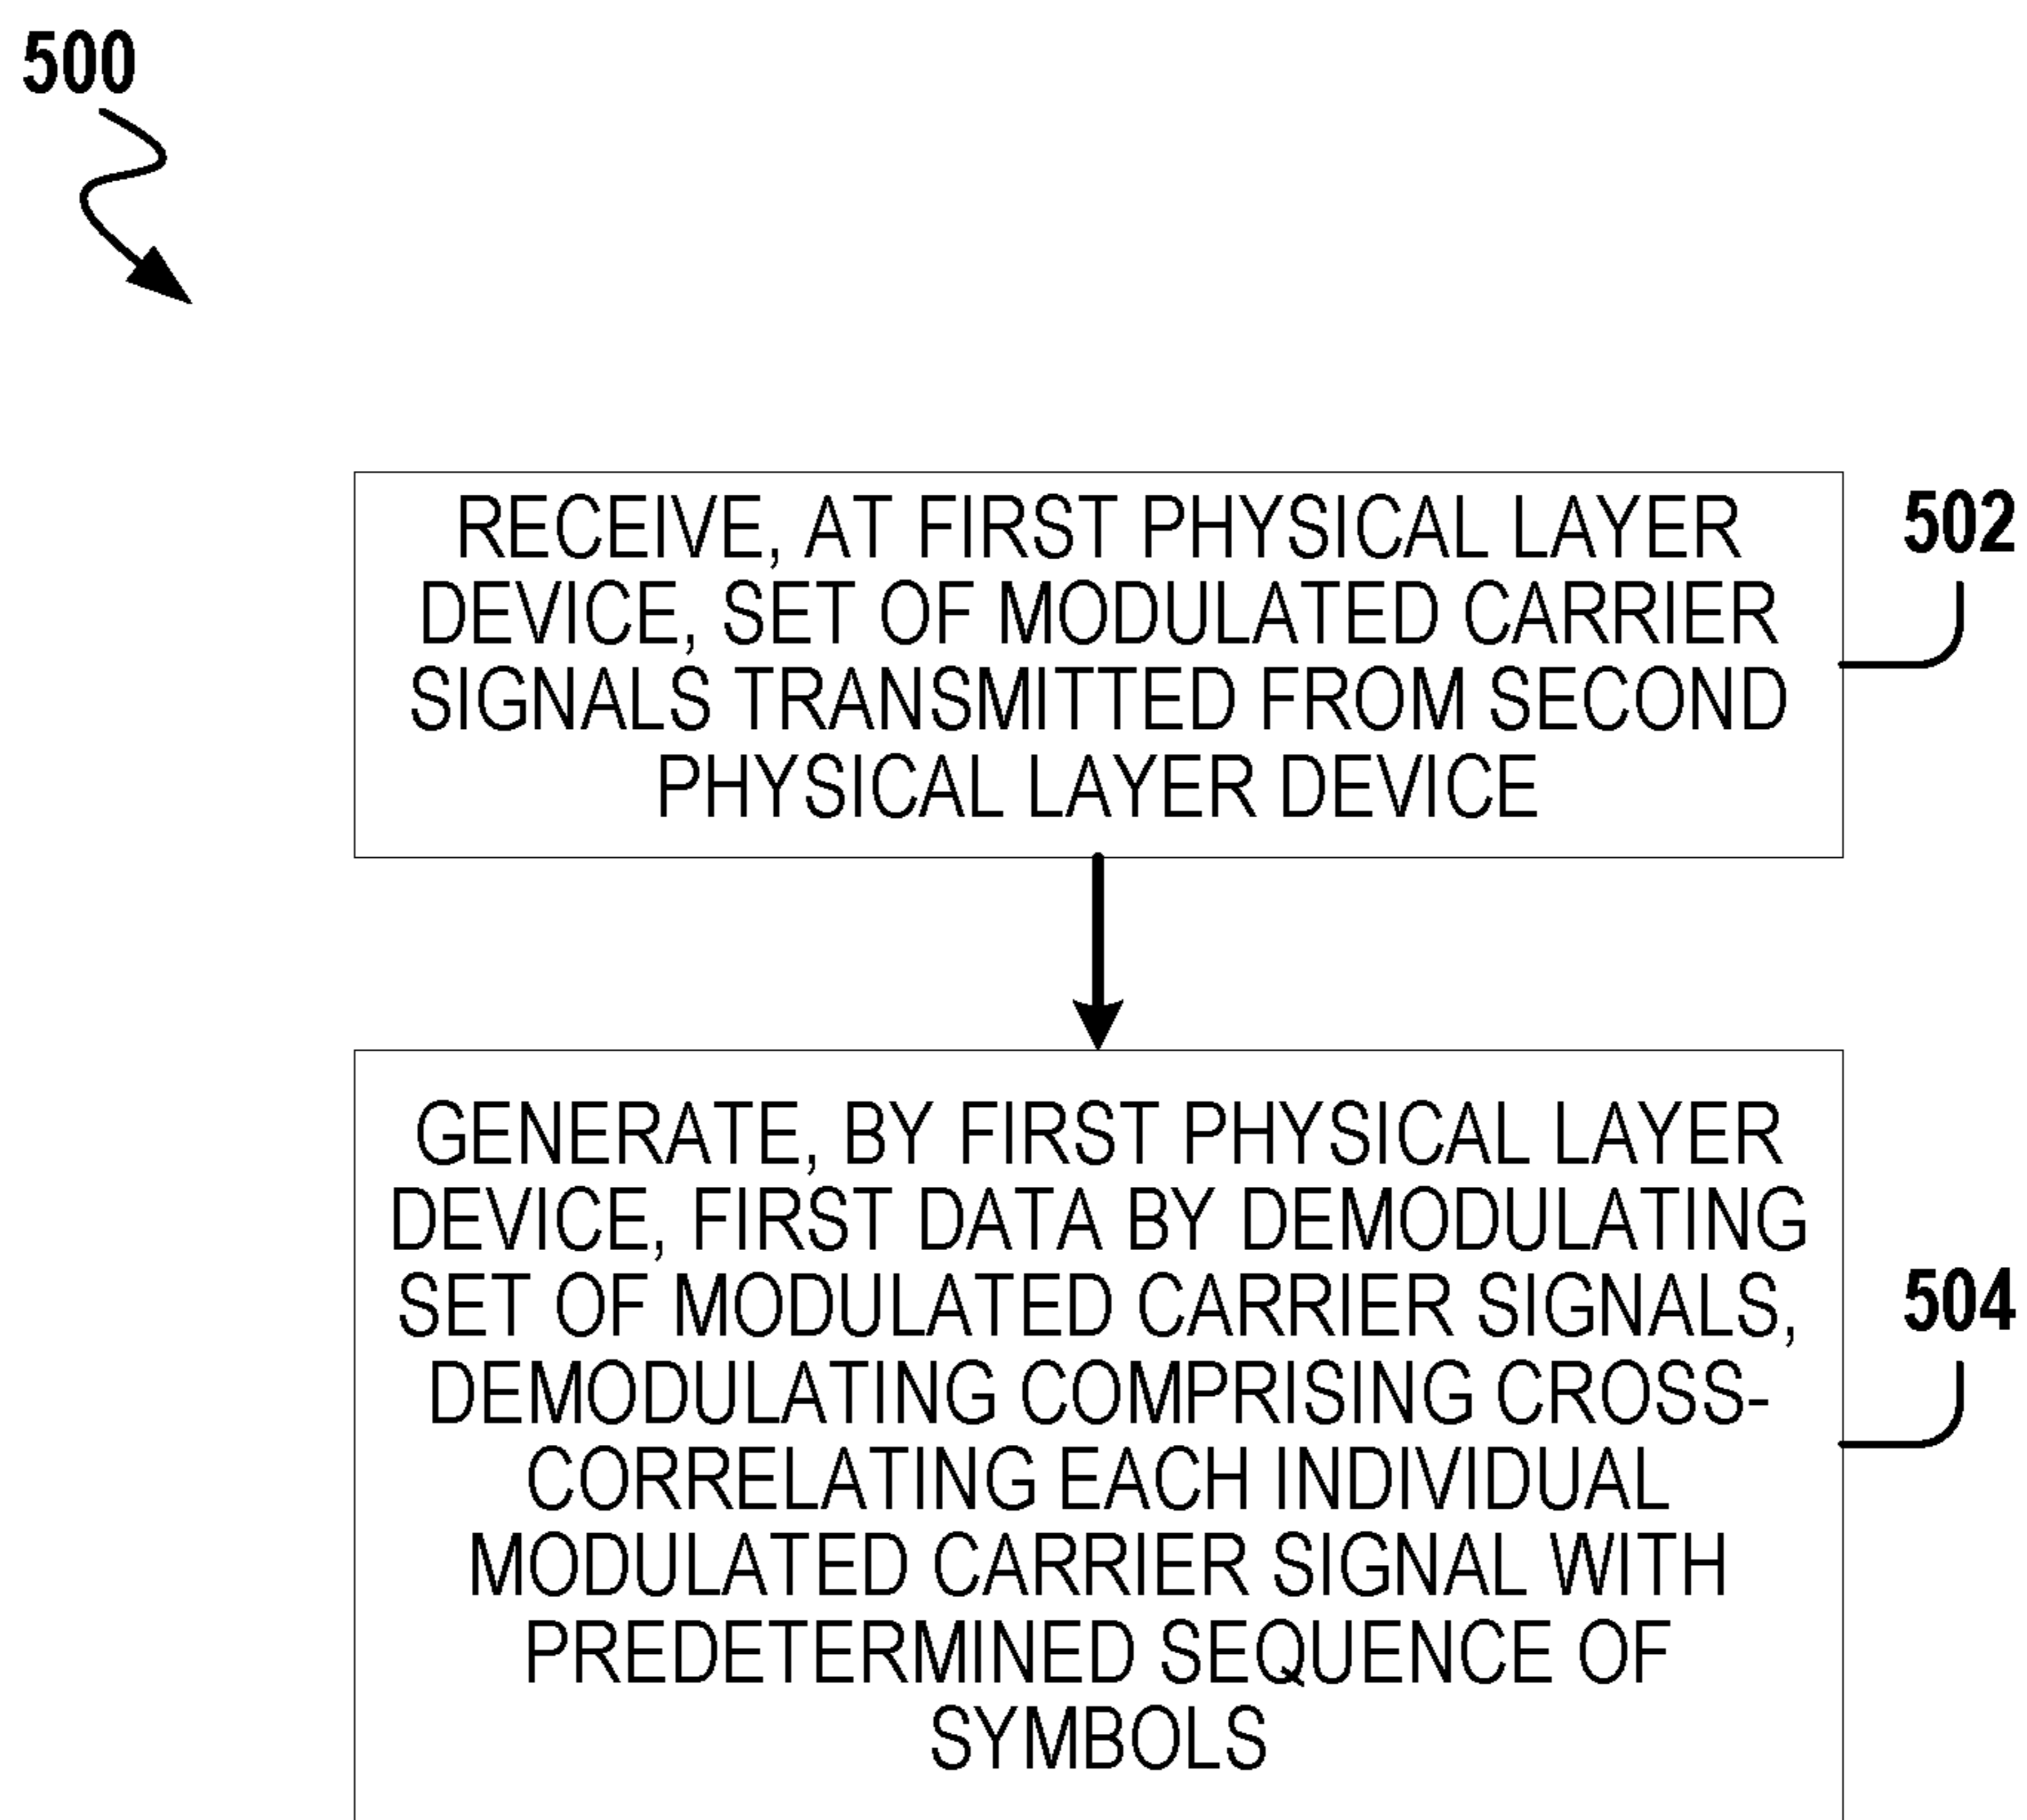 500
RECEIVE, AT FIRST PHYSICAL LAYER
DEVICE, SET OF MODULATED CARRIER
SIGNALS TRANSMITTED FROM SECOND
PHYSICAL LAYER DEVICE
502
GENERATE, BY FIRST PHYSICAL LAYER
DEVICE, FIRST DATA BY DEMODULATING
SET OF MODULATED CARRIER SIGNALS,
DEMODULATING COMPRISING CROSS-
CORRELATING EACH INDIVIDUAL
MODULATED CARRIER SIGNAL WITH
PREDETERMINED SEQUENCE OF
SYMBOLS
504